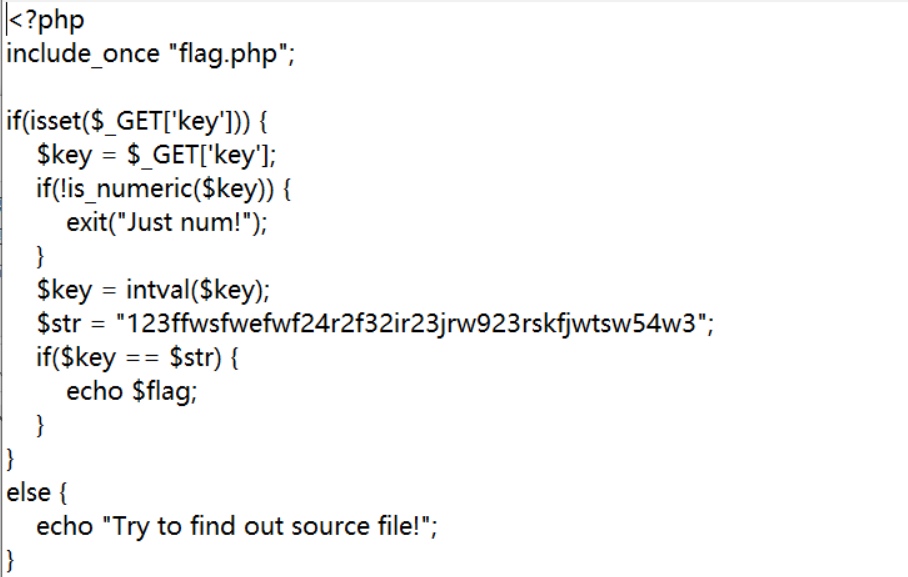 <?php
include_once "flag.php";

if(isset($_GET['key'])) {
    $key = $_GET['key'];
    if(!is_numeric($key)) {
        exit("Just num!");
    }
    $key = intval($key);
    $str = "123ffwsfwefwf24r2f32ir23jrw923rskfjwtsw54w3";
    if($key == $str) {
        echo $flag;
    }
}
else {
    echo "Try to find out source file!";
}